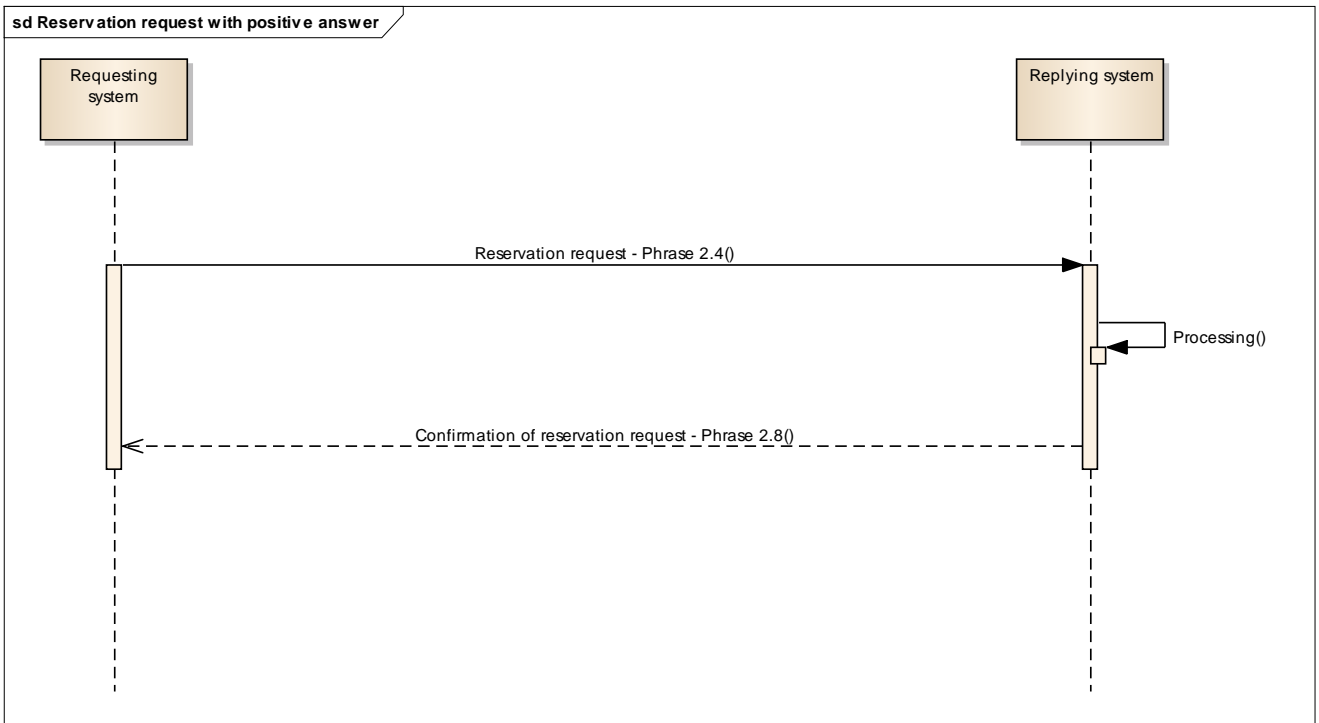 sd Reservation request with positive answer
Requesting
system
Replying system
Reservation request - Phrase 2.4()
Processing()
Confirmation of reservation request - Phrase 2.8()